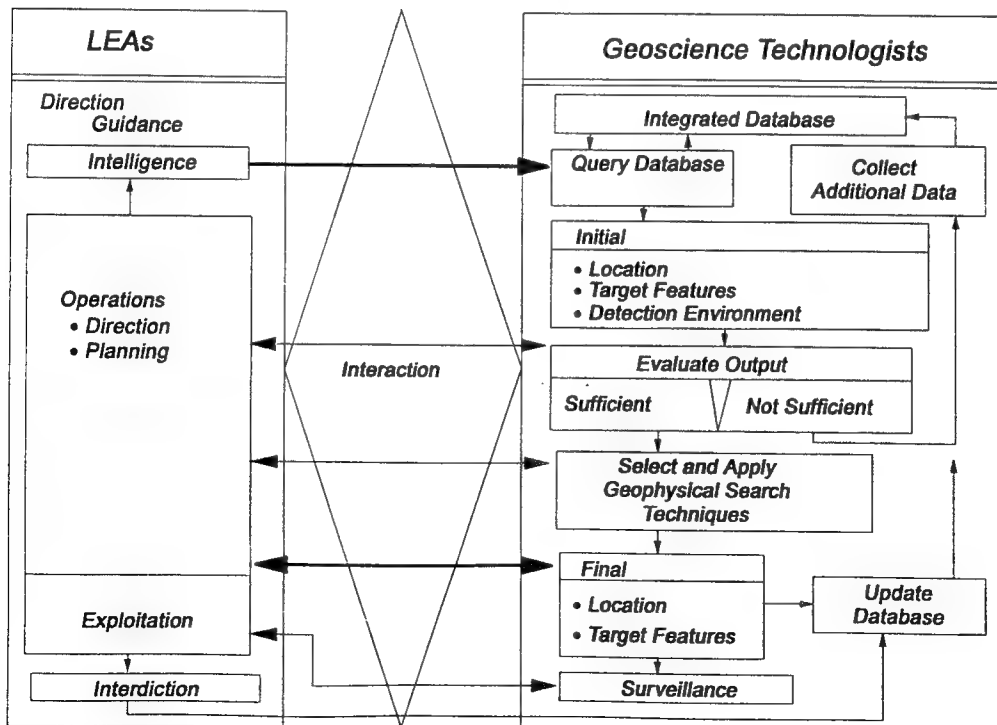 LEAs
Direction
Guidance
Intelligence
Operations
• Direction
• Planning
Exploitation
Interdiction
Interaction
Geoscience Technologists
Integrated Database
Query Database
Collect
Additional Data
Initial
• Location
• Target Features
• Detection Environment
Evaluate Output
Sufficient
Not Sufficient
Select and Apply
Geophysical Search
Techniques
Final
• Location
• Target Features
Update
Database
Surveillance